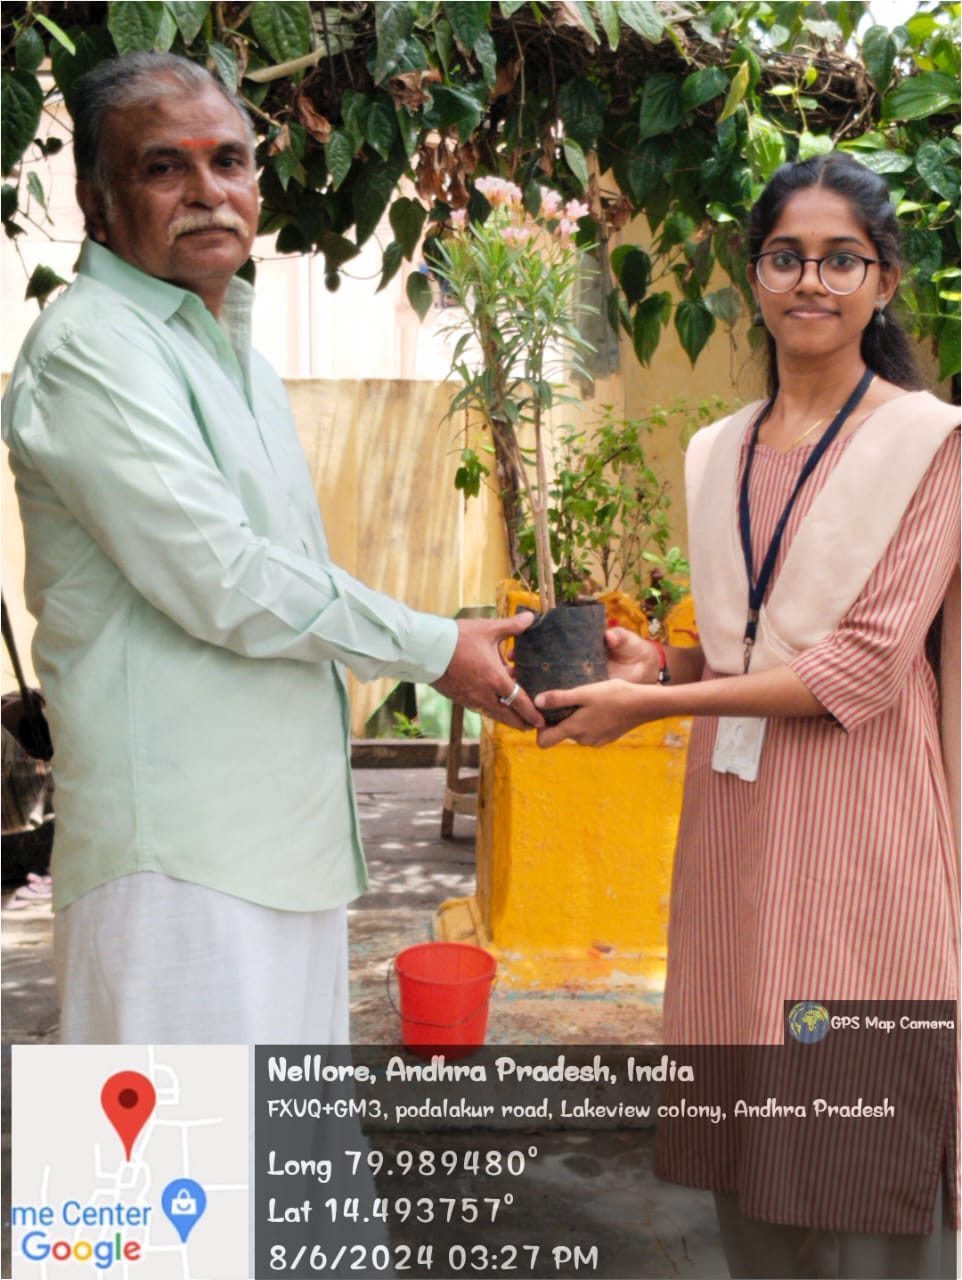 GPS Map Camera
Nellore, Andhra Pradesh, India
FXVQ+GM3, podalakur road, Lakeview colony, Andhra Pradesh
Long 79.989480°
Lat 14.493757°
8/6/2024 03:27 PM
me Center
Google